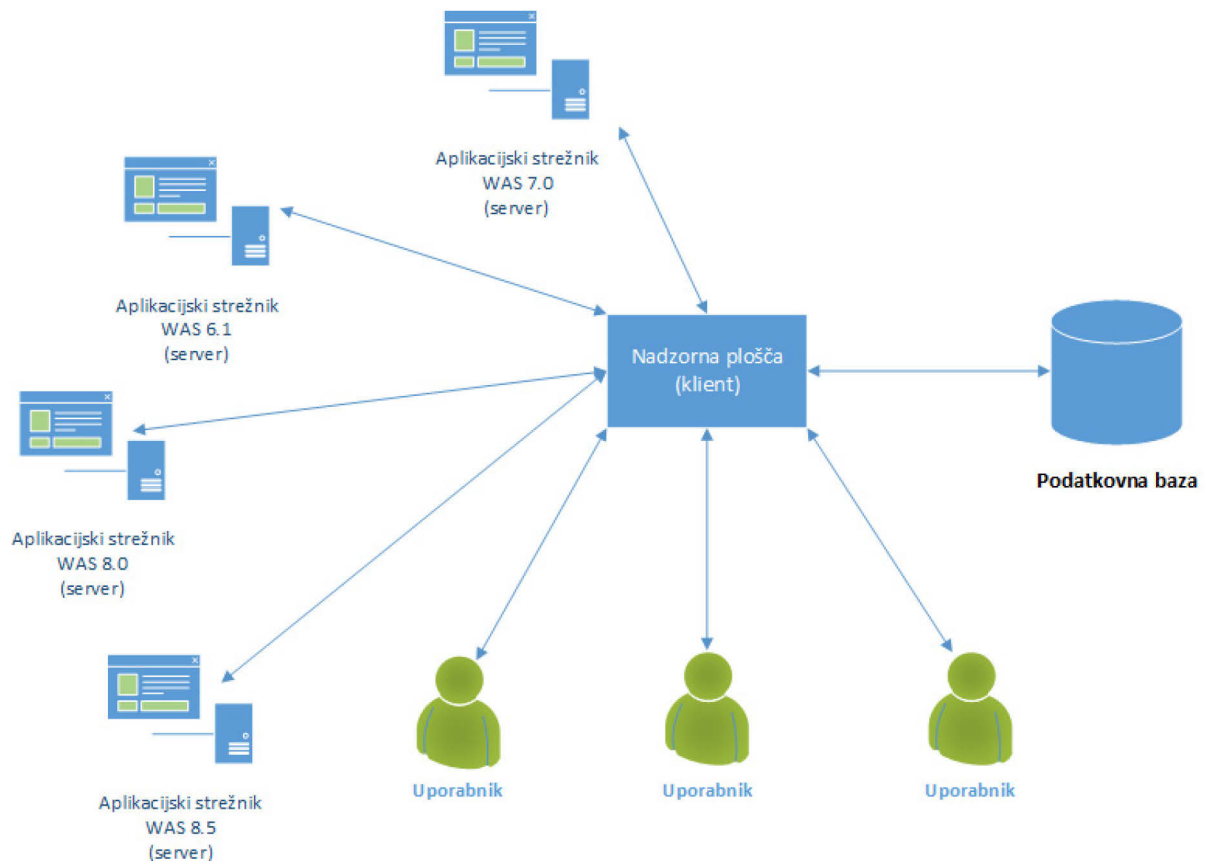 Aplikacijski strežnik
WAS 7.0
(server)
Aplikacijski strežnik
WAS 6.1
(server)
Nadzorna plošča
(klient)
Podatkovna baza
Aplikacijski strežnik
WAS 8.0
(server)
Aplikacijski strežnik
WAS 8.5
(server)
Uporabnik
Uporabnik
Uporabnik